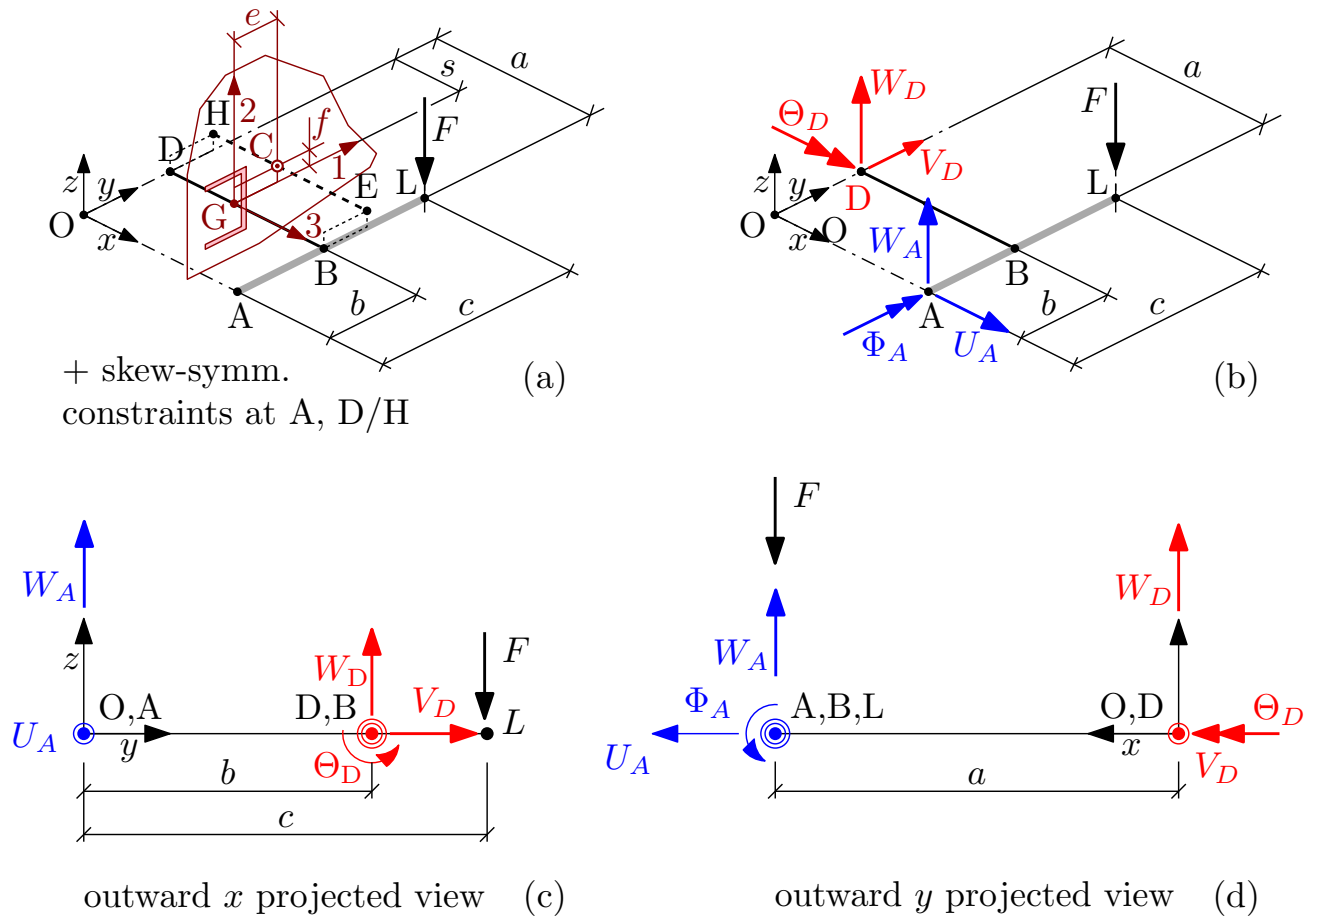 e
a
s
H
2
f
F
D
C
1
L
E
z
y
G
O
x
3
B
b
c
A
+ skew-symm.
constraints at A, D/H
(a)
W_D
a
Θ_D
F
V_D
L
z
y
D
O
x
O
W_A
B
b
c
A
Φ_A
U_A
(b)
W_A
z
W_D
F
O,A
D,B
V_D
L
U_A
y
Θ_D
b
c
outward x projected view
(c)
F
W_D
W_A
Φ_A
A,B,L
O,D
Θ_D
U_A
x
V_D
a
outward y projected view
(d)